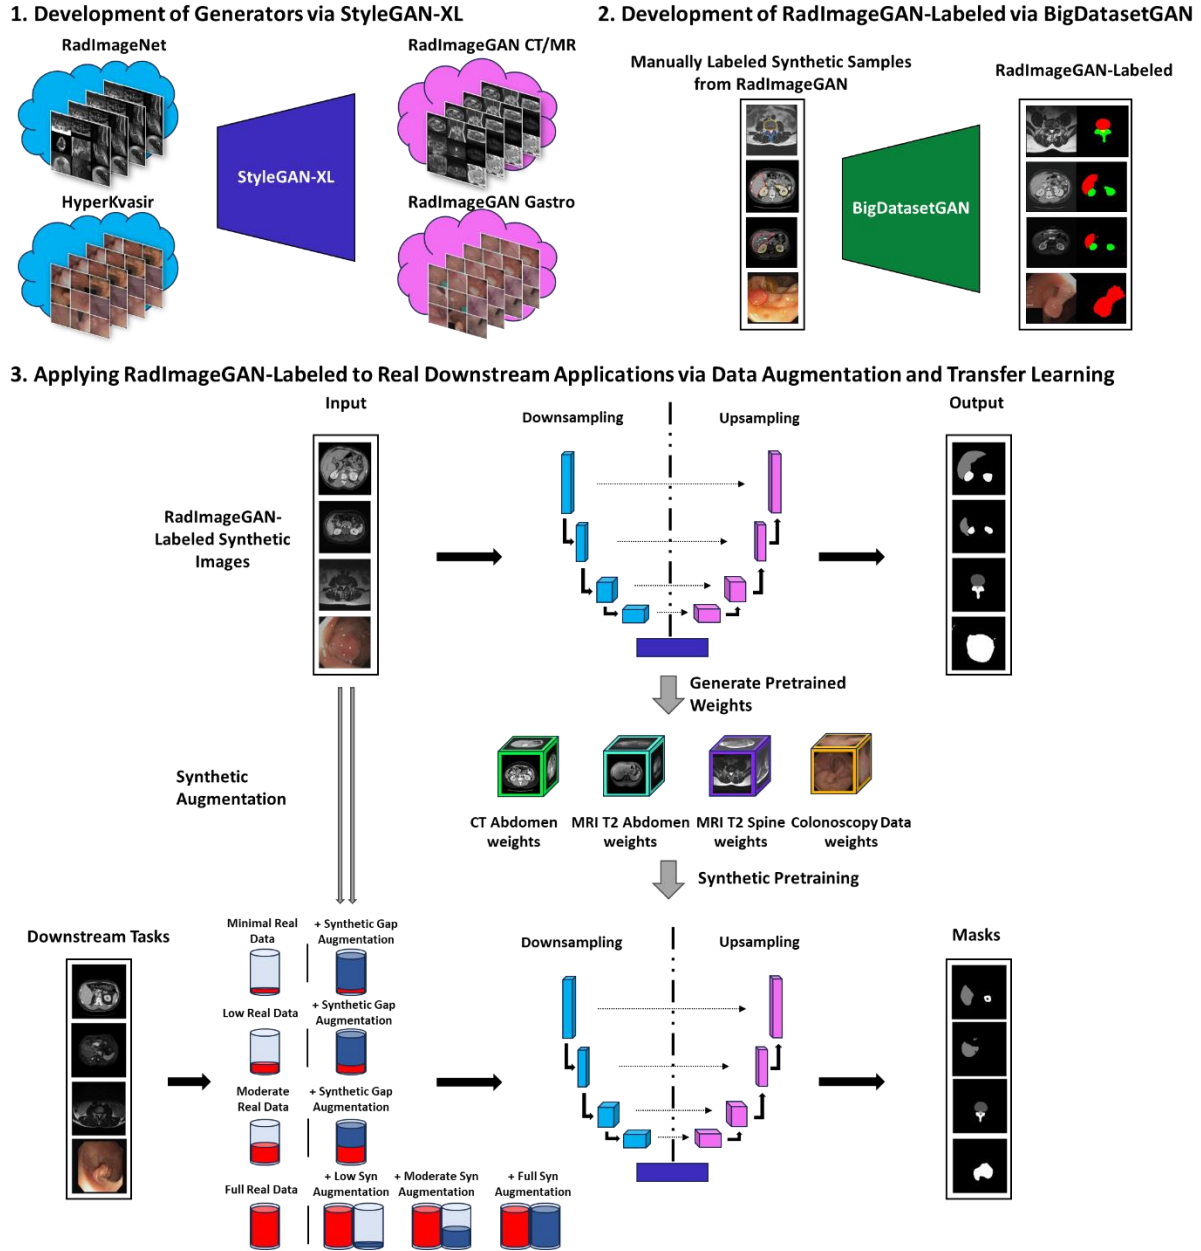 1. Development of Generators via StyleGAN-XL
RadImageNet
RadImageGAN CT/MR
StyleGAN-XL
HyperKvasir
RadImageGAN Gastro
2. Development of RadImageGAN-Labeled via BigDatasetGAN
Manually Labeled Synthetic Samples
from RadImageGAN
RadImageGAN-Labeled
BigDatasetGAN
3. Applying RadImageGAN-Labeled to Real Downstream Applications via Data Augmentation and Transfer Learning
Input
Downsampling
Upsampling
Output
RadImageGAN-
Labeled Synthetic
Images
Generate Pretrained
Weights
Synthetic
Augmentation
CT Abdomen
weights
MRI T2 Abdomen
weights
MRI T2 Spine
weights
Colonoscopy Data
weights
Synthetic Pretraining
Downstream Tasks
Minimal Real
Data
+ Synthetic Gap
Augmentation
Low Real Data
+ Synthetic Gap
Augmentation
Moderate
Real Data
+ Synthetic Gap
Augmentation
Full Real Data
+ Low Syn
Augmentation
+ Moderate Syn
Augmentation
+ Full Syn
Augmentation
Downsampling
Upsampling
Masks